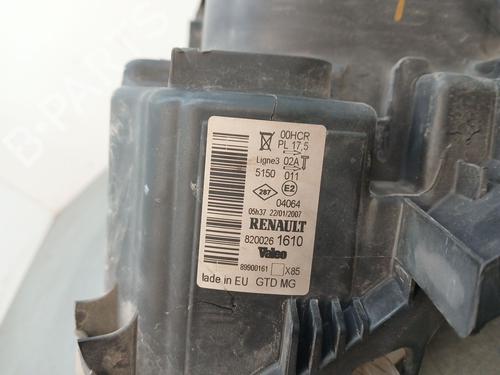 00HCR
PL 17,5
Ligne3 02A T
5150 011
267 E2
04064
05h37 22/01/2007
RENAULT
820026 1610
Valeo
89900161 X85
lade in EU GTD MG